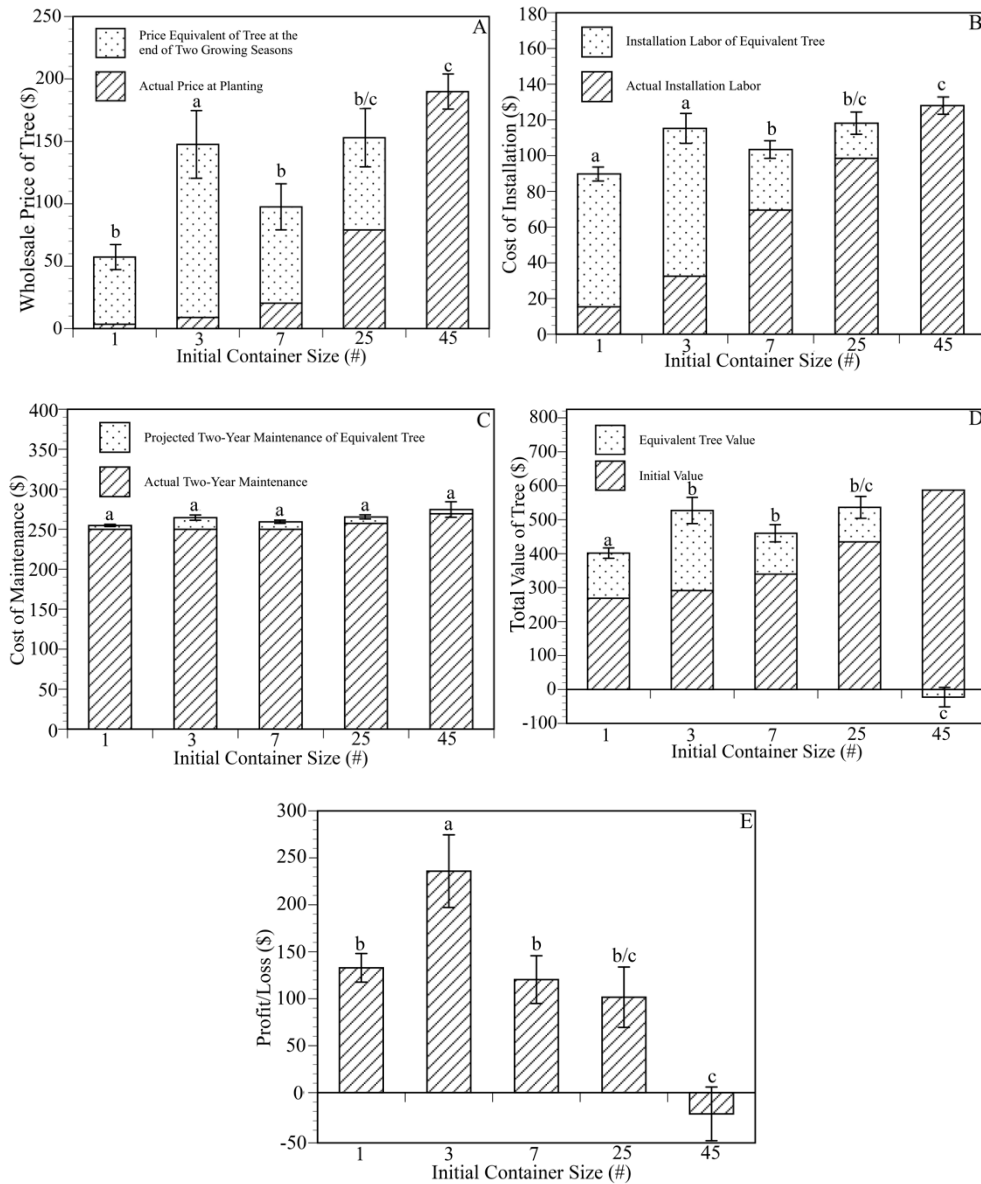 A
250
200
150
100
50
0
Wholesale Price of Tree ($)
Price Equivalent of Tree at the
end of Two Growing Seasons
Actual Price at Planting
b
a
b
b/c
c
1 3 7 25 45
Initial Container Size (#)
B
180
160
140
120
100
80
60
40
20
0
Cost of Installation ($)
Installation Labor of Equivalent Tree
Actual Installation Labor
a
a
b
b/c
c
1 3 7 25 45
Initial Container Size (#)
C
400
350
300
250
200
150
100
50
0
Cost of Maintenance ($)
Projected Two-Year Maintenance of Equivalent Tree
Actual Two-Year Maintenance
a
a
a
a
a
1 3 7 25 45
Initial Container Size (#)
D
800
700
600
500
400
300
200
100
0
-100
Total Value of Tree ($)
Equivalent Tree Value
Initial Value
a
b
b
b/c
c
1 3 7 25 45
Initial Container Size (#)
E
300
250
200
150
100
50
0
-50
Profit/Loss ($)
b
a
b
b/c
c
1 3 7 25 45
Initial Container Size (#)